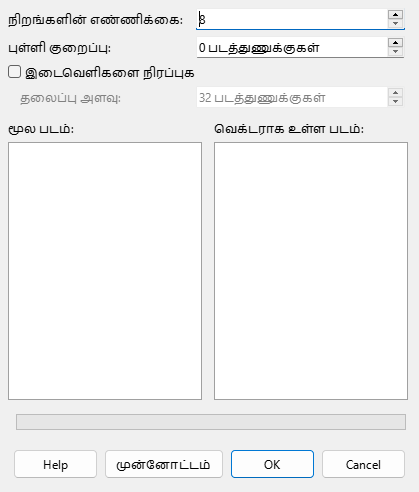 நிறங்களின் எண்ணிக்கை: 8
புள்ளி குறைப்பு: 0 படத்துணுக்குகள்
இடைவெளிகளை நிரப்புக
தலைப்பு அளவு: 32 படத்துணுக்குகள்
மூல படம்: வெக்டராக உள்ள படம்:
Help முன்னோட்டம் OK Cancel